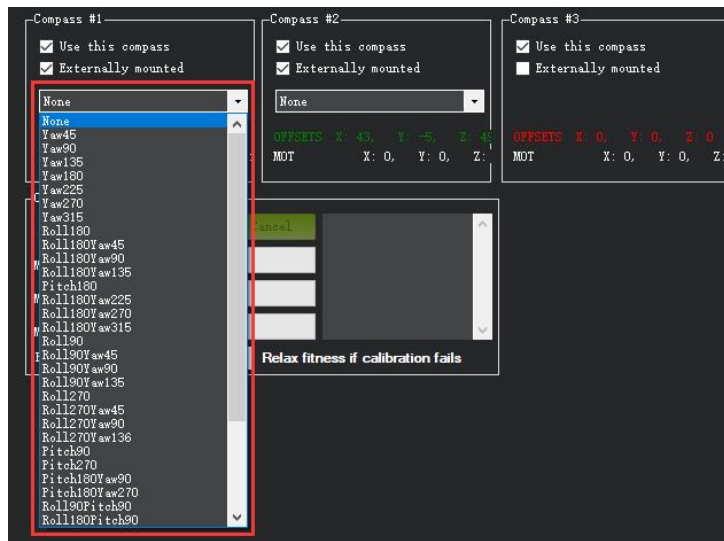 Compass #1
Use this compass
Externally mounted
None
None
Yaw45
Yaw90
Yaw135
Yaw180
Yaw225
Yaw270
Yaw315
Roll180
Roll180Yaw45
Roll180Yaw90
Roll180Yaw135
Pitch180
Roll180Yaw225
Roll180Yaw270
Roll180Yaw315
Roll90
Roll90Yaw45
Roll90Yaw90
Roll90Yaw135
Roll270
Roll270Yaw45
Roll270Yaw90
Roll270Yaw136
Pitch90
Pitch270
Pitch180Yaw90
Pitch180Yaw270
Roll90Pitch90
Roll180Pitch90
Compass #2
Use this compass
Externally mounted
None
OFFSETS X: 43, Y: -5, Z: 49
MOT X: 0, Y: 0, Z:
Compass #3
Use this compass
Externally mounted
OFFSETS X: 0, Y: 0, Z: 0
MOT X: 0, Y: 0, Z:
Cancel
Relax fitness if calibration fails